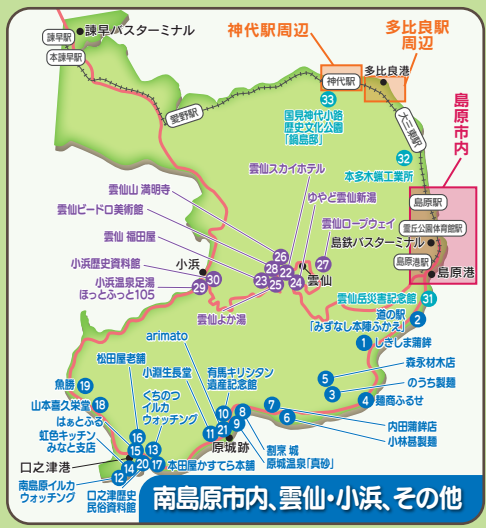 諫早駅
諫早バスターミナル
本諫早駅
愛野駅
神代駅周辺
多比良駅
周辺
神代駅
多比良港
33
国見神代小路
歴史文化公園
「鍋島邸」
大三東駅
島原市内
32
本多木蝋工業所
島原駅
霊丘公園体育館駅
島鉄バスターミナル
島原港駅
島原港
雲仙スカイホテル
雲仙山 満明寺
ゆやど雲仙新湯
雲仙ビードロ美術館
雲仙ロープウェイ
雲仙 福田屋
26
28
22
27
小浜歴史資料館
小浜
30
23
25
24
雲仙
小浜温泉足湯
ほっとふっと105
29
雲仙よか湯
雲仙岳災害記念館
31
道の駅
「みずなし本陣ふかえ」
2
1
しきしま蒲鉾
arimato
松田屋老舗
小淵生長堂
有馬キリシタン
遺産記念館
5
森永材木店
3
のうち製麺
4
麺商ふるせ
魚勝
19
くちのつ
イルカ
ウォッチング
山本喜久栄堂
18
10
8
7
内田蒲鉾店
はぁとふる
虹色キッチン
みなと支店
16
15
13
11
21
9
6
小林甚製麺
原城跡
割烹 城
原城温泉「真砂」
口之津港
14
20
17
本田屋かすてら本舗
12
南島原イルカ
ウォッチング
口之津歴史
民俗資料館
南島原市内、雲仙・小浜、その他